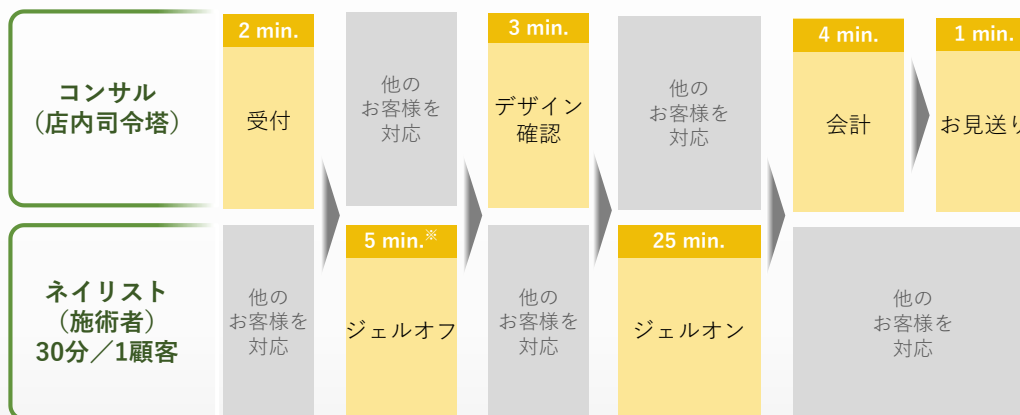 コンサル
（店内司令塔）
2 min.
受付
他の
お客様を
対応
3 min.
デザイン
確認
他の
お客様を
対応
4 min.
会計
1 min.
お見送り
ネイリスト
（施術者）
30分／1顧客
他の
お客様を
対応
5 min.※
ジェルオフ
他の
お客様を
対応
25 min.
ジェルオン
他の
お客様を
対応